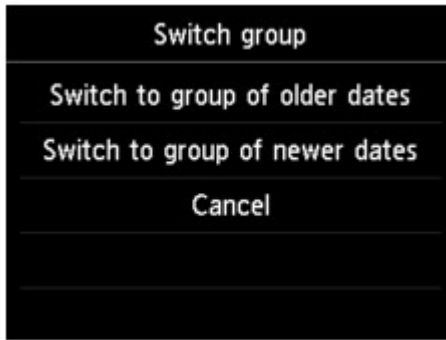 Switch group
Switch to group of older dates
Switch to group of newer dates
Cancel